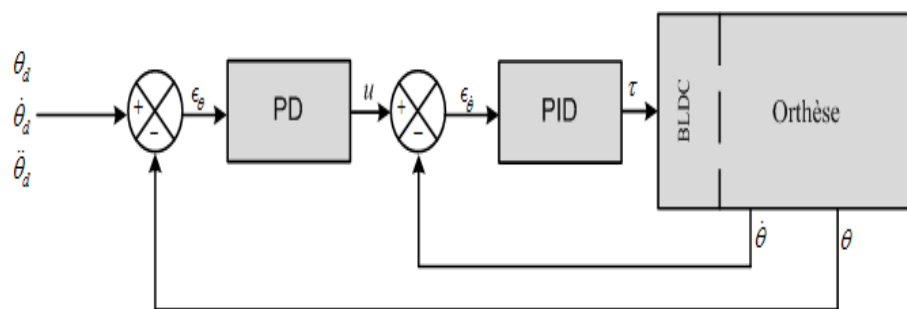 θ_d
θ̇_d
θ̈_d
+
−
ϵ_θ
PD
u
+
−
ϵ_θ̇
PID
τ
BLDC
Orthèse
θ̇
θ